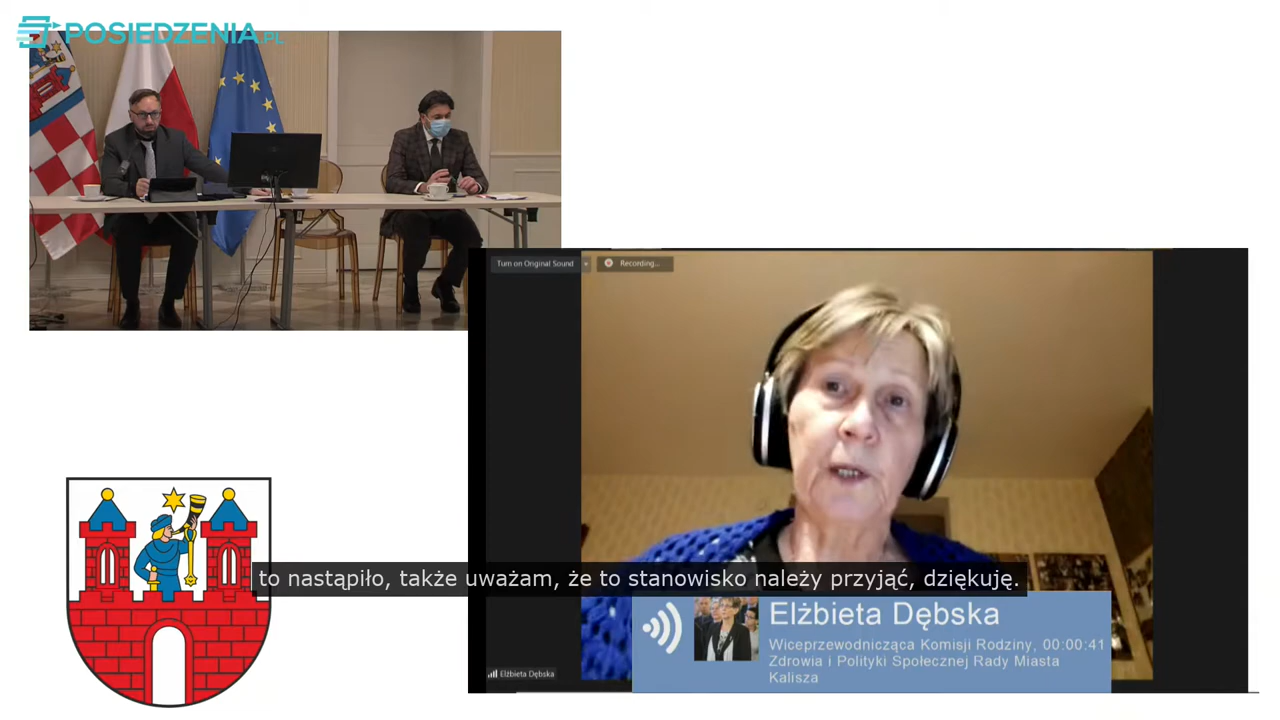 POSIEDZENIA.PL
Turn on Original Sound
Recording...
to nastąpiło, także uważam, że to stanowisko należy przyjąć, dziękuję.
Elżbieta Dębska
Wiceprzewodnicząca Komisji Rodziny, 00:00:41
Zdrowia i Polityki Społecznej Rady Miasta
Kalisza
Elżbieta Dębska